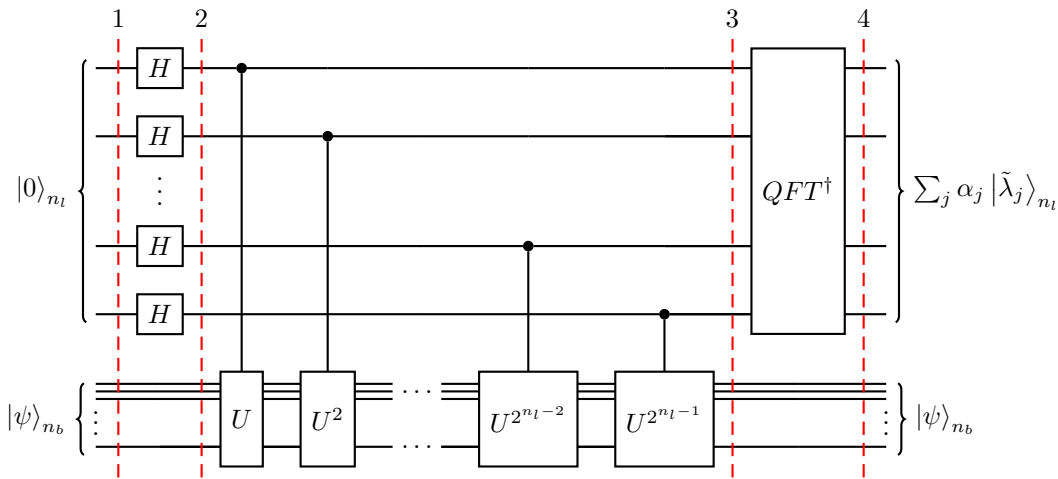 1 2 3 4
H
H
⋮
H
H
|0⟩_{n_l}
QFT^†
∑_j α_j |λ̃_j⟩_{n_l}
|ψ⟩_{n_b}
⋮
U
U^2
⋯
⋯
U^{2^{n_l-2}}
U^{2^{n_l-1}}
⋮
|ψ⟩_{n_b}